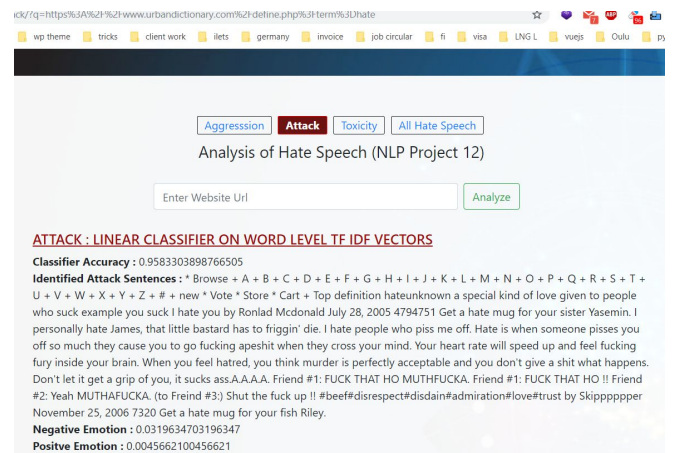 ck/?q=https%3A%2F%2Fwww.urbandictionary.com%2Fdefine.php%3Fterm%3Dhate
7 ABP 96
wp theme tricks client work ilets germany invoice job circular fi visa LNG L vuejs Oulu py
Aggresssion Attack Toxicity All Hate Speech
Analysis of Hate Speech (NLP Project 12)
Enter Website Url Analyze
ATTACK : LINEAR CLASSIFIER ON WORD LEVEL TF IDF VECTORS
Classifier Accuracy : 0.9583303898766505
Identified Attack Sentences : * Browse + A + B + C + D + E + F + G + H + I + J + K + L + M + N + O + P + Q + R + S + T +
U + V + W + X + Y + Z + # + new * Vote * Store * Cart + Top definition hateunknown a special kind of love given to people
who suck example you suck I hate you by Ronlad Mcdonald July 28, 2005 4794751 Get a hate mug for your sister Yasemin. I
personally hate James, that little bastard has to friggin' die. I hate people who piss me off. Hate is when someone pisses you
off so much they cause you to go fucking apeshit when they cross your mind. Your heart rate will speed up and feel fucking
fury inside your brain. When you feel hatred, you think murder is perfectly acceptable and you don't give a shit what happens.
Don't let it get a grip of you, it sucks ass.A.A.A.A. Friend #1: FUCK THAT HO MUTHFUCKA. Friend #1: FUCK THAT HO !! Friend
#2: Yeah MUTHAFUCKA. (to Freind #3:) Shut the fuck up !! #beef#disrespect#disdain#admiration#love#trust by Skipppppper
November 25, 2006 7320 Get a hate mug for your fish Riley.
Negative Emotion : 0.0319634703196347
Positve Emotion : 0.0045662100456621